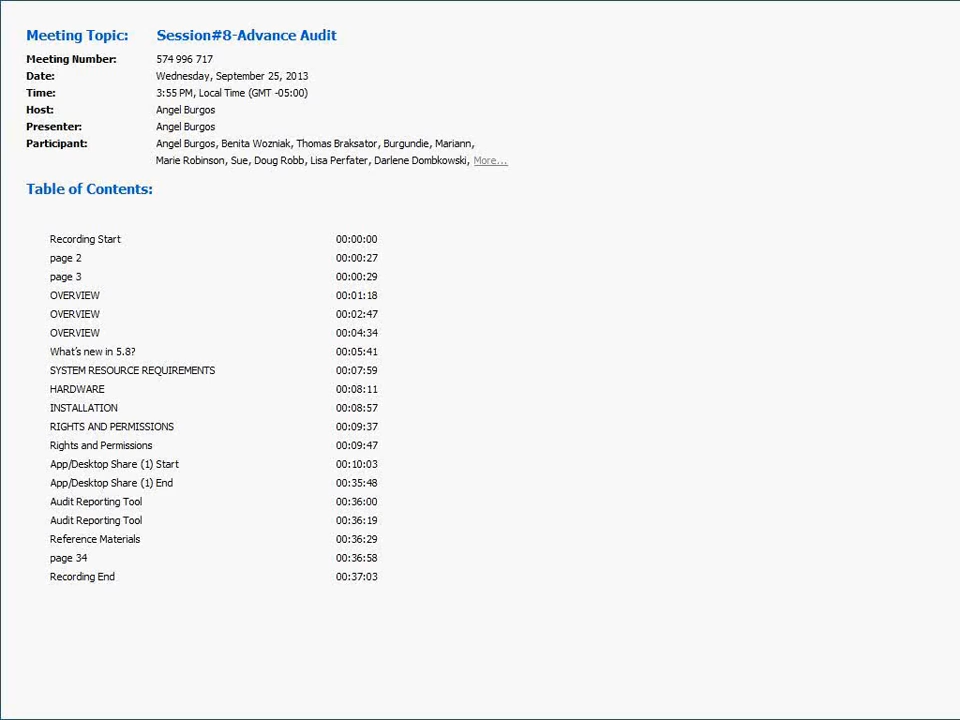 Meeting Topic: Session#8-Advance Audit
Meeting Number: 574 996 717
Date: Wednesday, September 25, 2013
Time: 3:55 PM, Local Time (GMT -05:00)
Host: Angel Burgos
Presenter: Angel Burgos
Participant: Angel Burgos, Benita Wozniak, Thomas Braksator, Burgundie, Mariann,
Marie Robinson, Sue, Doug Robb, Lisa Perfater, Darlene Dombkowski, More...
Table of Contents:
Recording Start 00:00:00
page 2 00:00:27
page 3 00:00:29
OVERVIEW 00:01:18
OVERVIEW 00:02:47
OVERVIEW 00:04:34
What's new in 5.8? 00:05:41
SYSTEM RESOURCE REQUIREMENTS 00:07:59
HARDWARE 00:08:11
INSTALLATION 00:08:57
RIGHTS AND PERMISSIONS 00:09:37
Rights and Permissions 00:09:47
App/Desktop Share (1) Start 00:10:03
App/Desktop Share (1) End 00:35:48
Audit Reporting Tool 00:36:00
Audit Reporting Tool 00:36:19
Reference Materials 00:36:29
page 34 00:36:58
Recording End 00:37:03